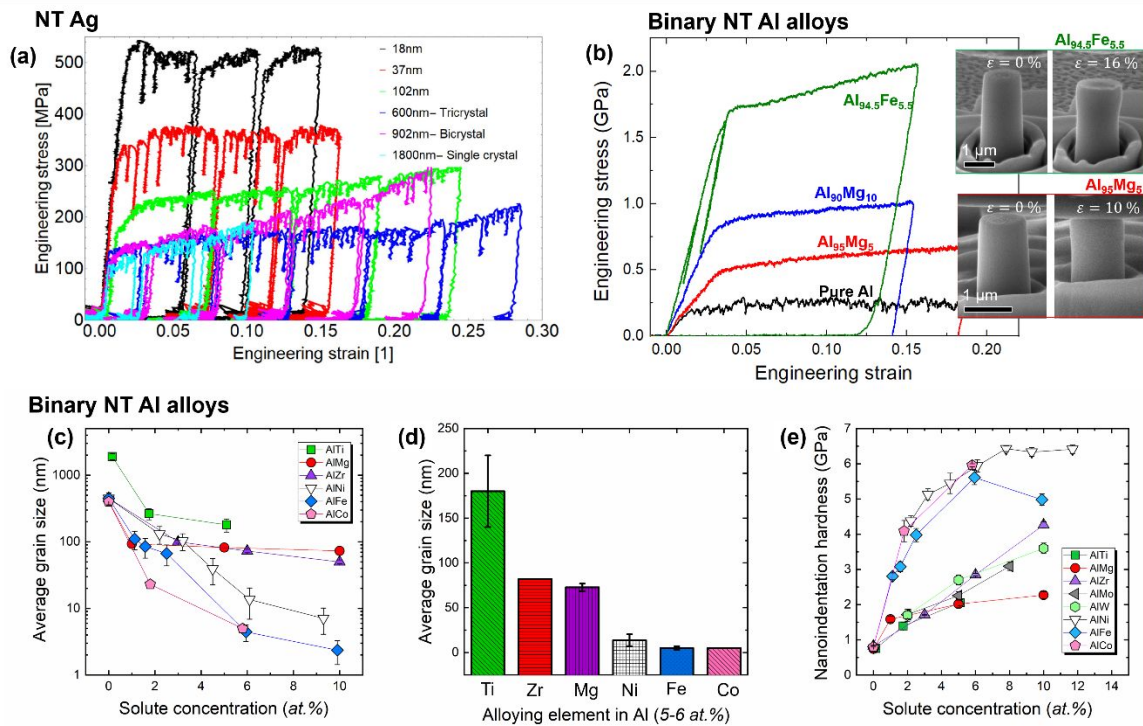 NT Ag
(a)
Engineering stress [MPa]
500
400
300
200
100
0
0.00
0.05
0.10
0.15
0.20
0.25
0.30
Engineering strain [1]
18nm
37nm
102nm
600nm– Tricrystal
902nm– Bicrystal
1800nm– Single crystal
Binary NT Al alloys
(b)
Engineering stress (GPa)
2.0
1.5
1.0
0.5
0.0
0.00
0.05
0.10
0.15
0.20
Engineering strain
Al94.5Fe5.5
Al90Mg10
Al95Mg5
Pure Al
Al94.5Fe5.5
ε = 0 %
ε = 16 %
1 μm
Al95Mg5
ε = 0 %
ε = 10 %
1 μm
Binary NT Al alloys
(c)
Average grain size (nm)
1000
100
10
1
0
2
4
6
8
10
Solute concentration (at.%)
AlTi
AlMg
AlZr
AlNi
AlFe
AlCo
(d)
Average grain size (nm)
250
200
150
100
50
0
Ti
Zr
Mg
Ni
Fe
Co
Alloying element in Al (5-6 at.%)
(e)
Nanoindentation hardness (GPa)
7
6
5
4
3
2
1
0
0
2
4
6
8
10
12
14
Solute concentration (at.%)
AlTi
AlMg
AlZr
AlMo
AlW
AlNi
AlFe
AlCo